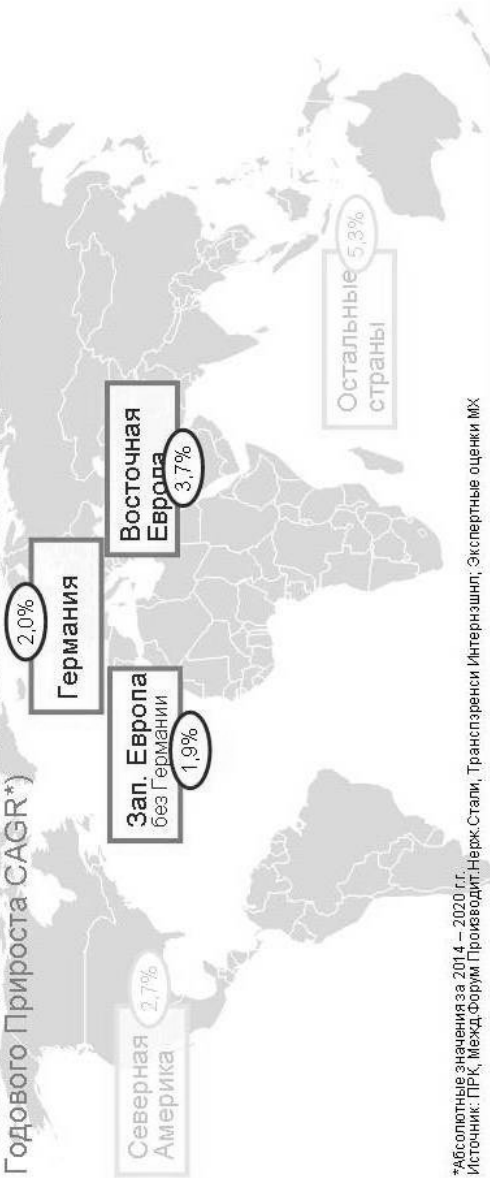 Годового Прироста CAGR*)
2,0%
Германия
Северная
Америка
2,7%
Зап. Европа
без Германии
1,9%
Восточная
Европа
3,7%
Остальные
страны
5,3%
*Абсолютные значения за 2014 – 2020 г.г.
Источник: ПРК, Межд.Форум Производит.Нерж.Стали, Транспэренси Интернэшнл; Экспертные оценки МХ